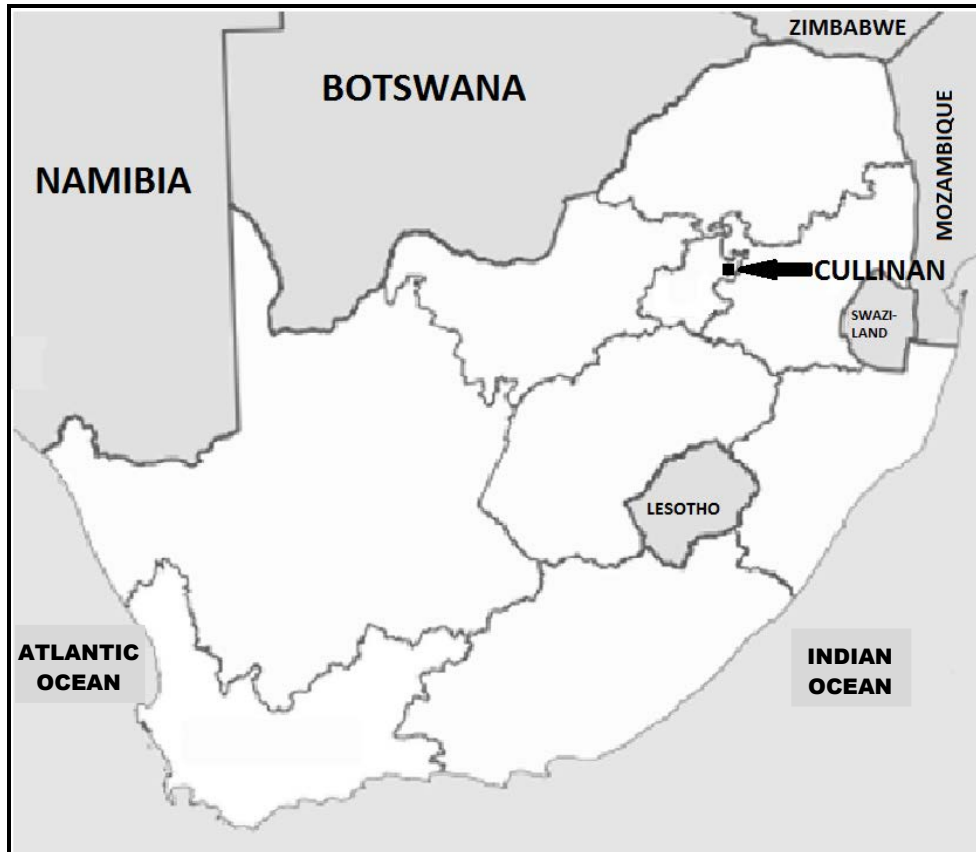 ZIMBABWE
BOTSWANA
MOZAMBIQUE
NAMIBIA
CULLINAN
SWAZI-
LAND
LESOTHO
ATLANTIC
OCEAN
INDIAN
OCEAN